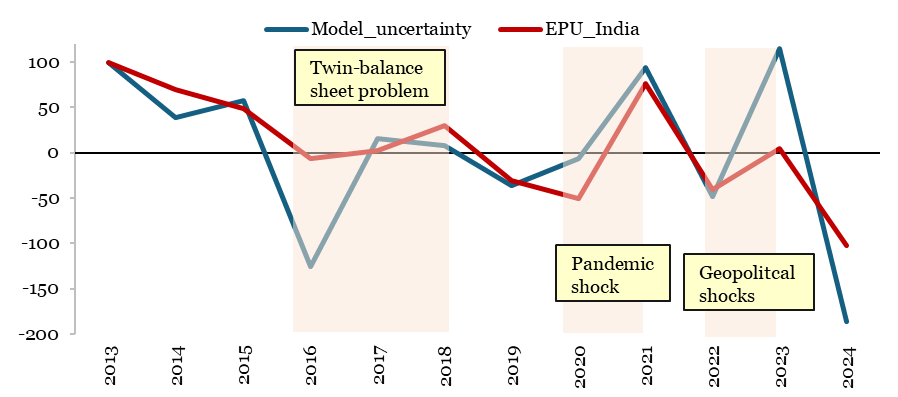 Model_uncertainty EPU_India
Twin-balance
sheet problem
Pandemic
shock
Geopolitcal
shocks
100
50
0
-50
-100
-150
-200
2013 2014 2015 2016 2017 2018 2019 2020 2021 2022 2023 2024